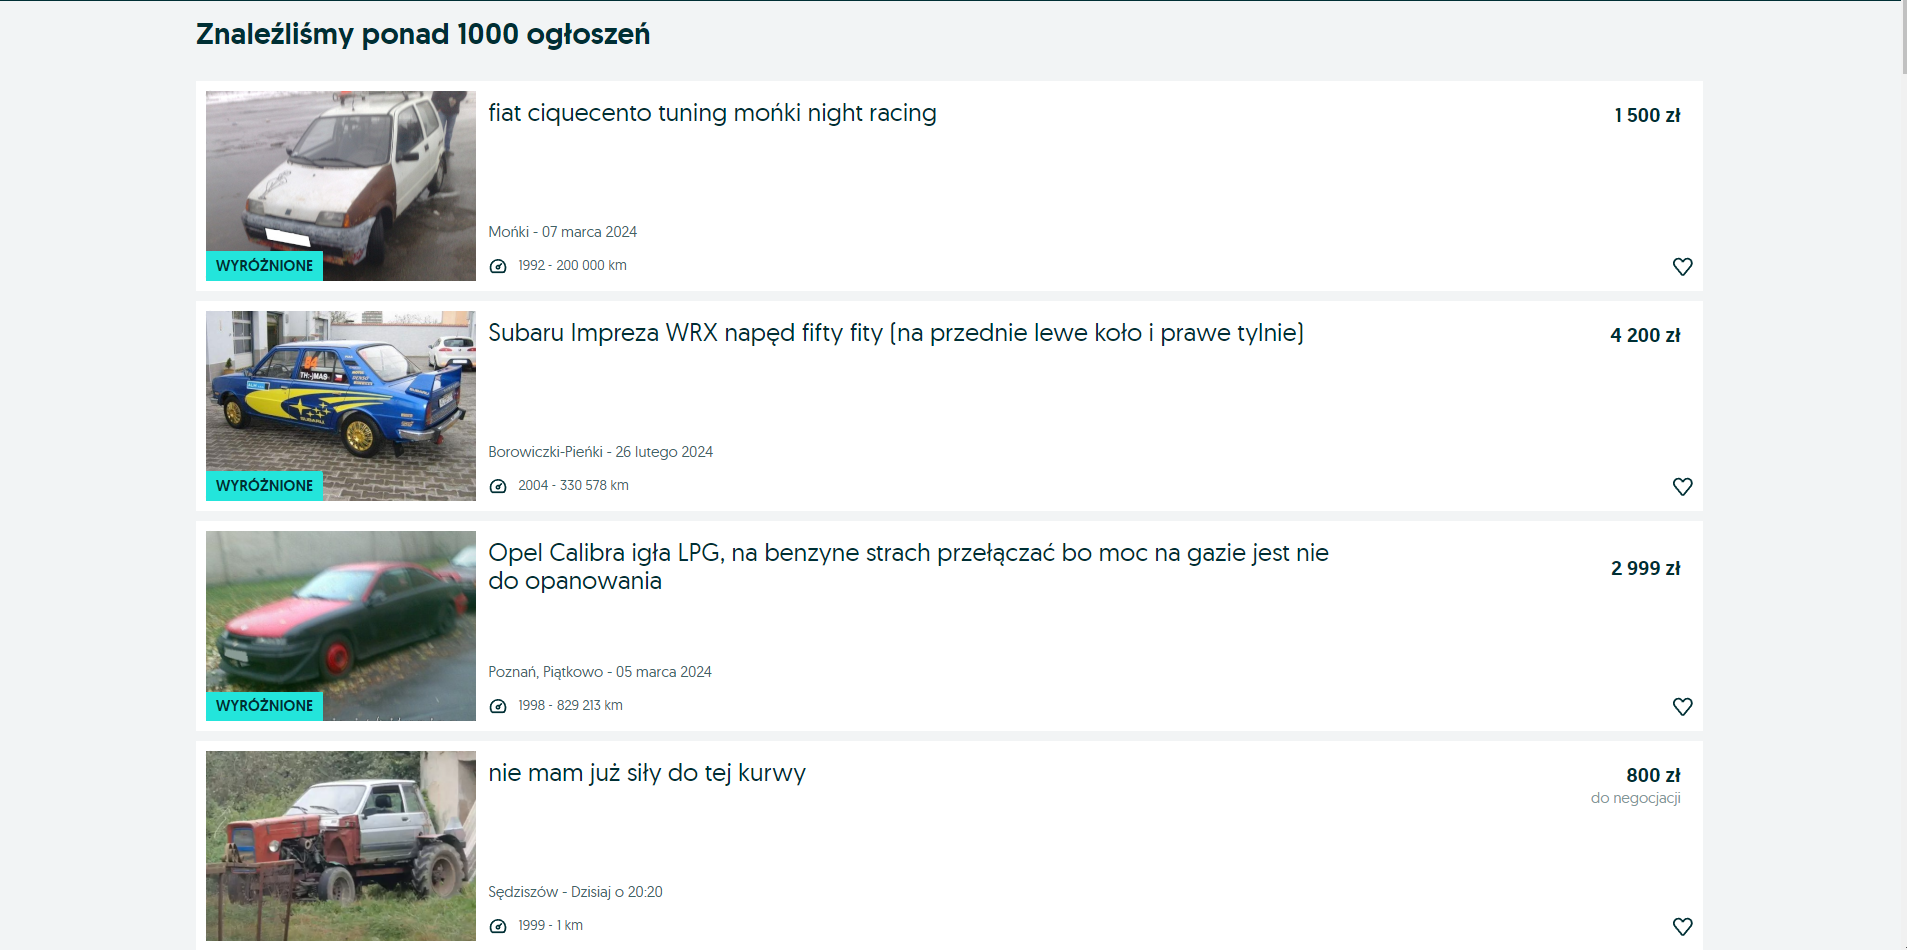 Znaleźliśmy ponad 1000 ogłoszeń
fiat ciquecento tuning mońki night racing
1 500 zł
Mońki - 07 marca 2024
1992 - 200 000 km
WYRÓŻNIONE
Subaru Impreza WRX napęd fifty fity (na przednie lewe koło i prawe tylnie)
4 200 zł
TH:-)MAS
SUBARU
Borowiczki-Pieńki - 26 lutego 2024
2004 - 330 578 km
WYRÓŻNIONE
Opel Calibra igła LPG, na benzyne strach przełączać bo moc na gazie jest nie
do opanowania
2 999 zł
Poznań, Piątkowo - 05 marca 2024
1998 - 829 213 km
WYRÓŻNIONE
nie mam już siły do tej kurwy
800 zł
do negocjacji
Sędziszów - Dzisiaj o 20:20
1999 - 1 km